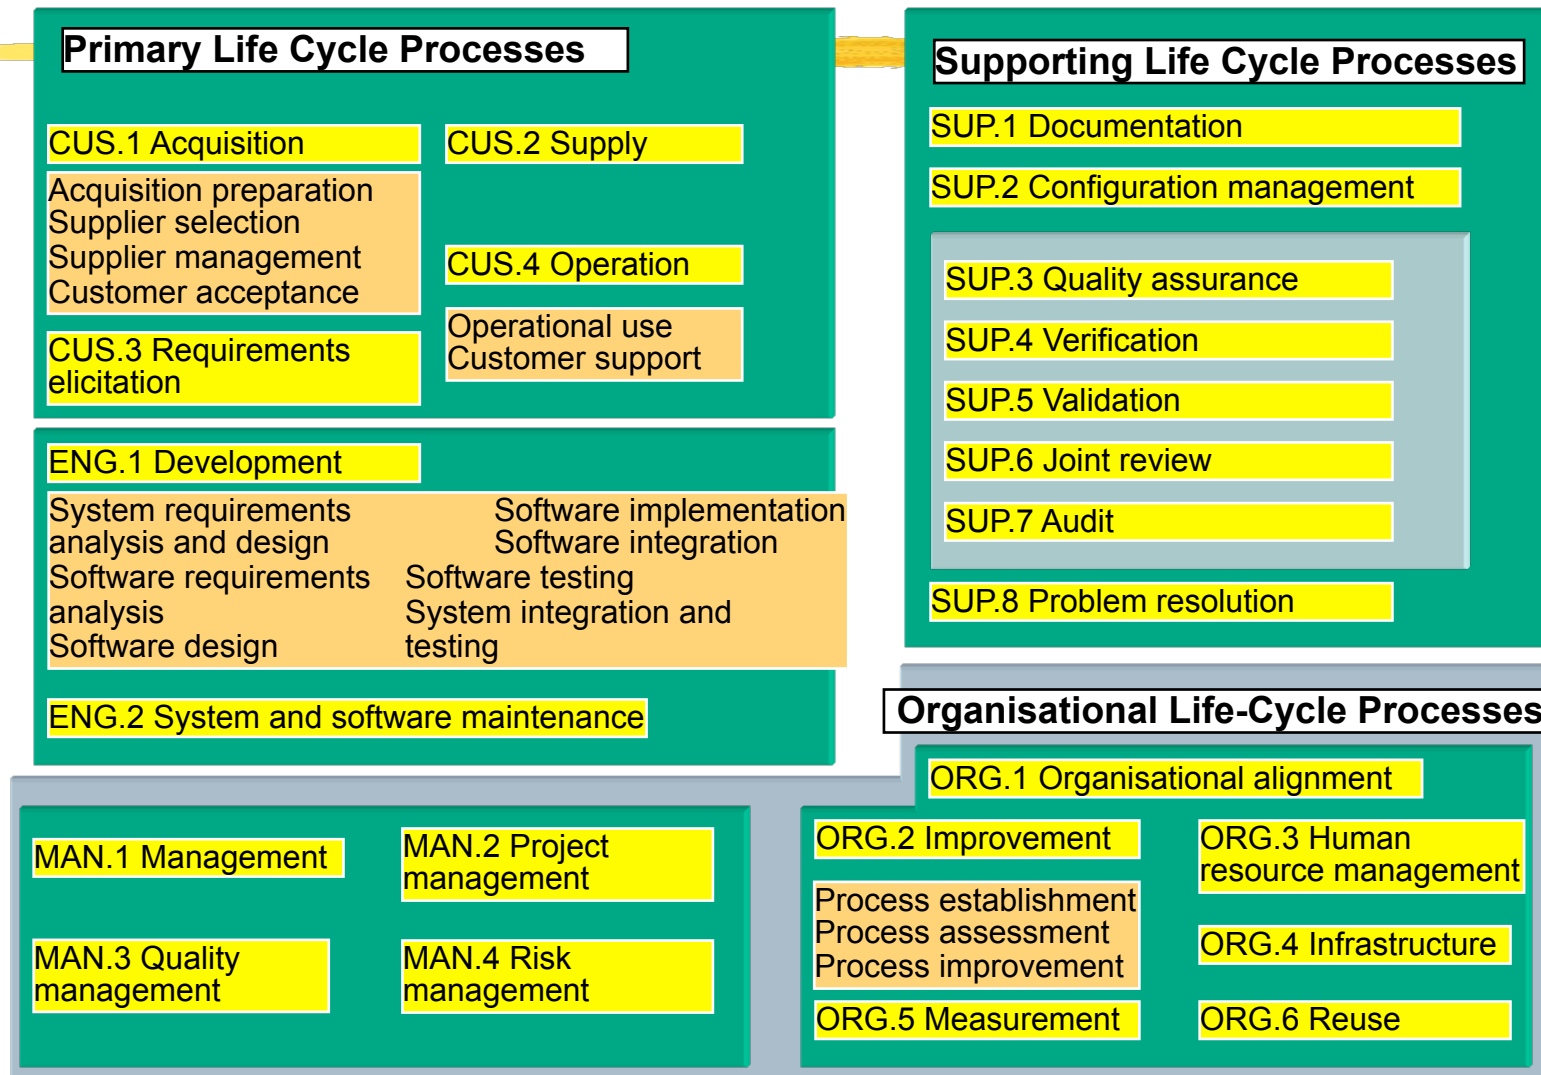 Primary Life Cycle Processes
CUS.1 Acquisition
Acquisition preparation
Supplier selection
Supplier management
Customer acceptance
CUS.3 Requirements
elicitation
CUS.2 Supply
CUS.4 Operation
Operational use
Customer support
ENG.1 Development
System requirements
analysis and design
Software requirements
analysis
Software design
Software implementation
Software integration
Software testing
System integration and
testing
ENG.2 System and software maintenance
Supporting Life Cycle Processes
SUP.1 Documentation
SUP.2 Configuration management
SUP.3 Quality assurance
SUP.4 Verification
SUP.5 Validation
SUP.6 Joint review
SUP.7 Audit
SUP.8 Problem resolution
Organisational Life-Cycle Processes
MAN.1 Management
MAN.2 Project
management
MAN.3 Quality
management
MAN.4 Risk
management
ORG.1 Organisational alignment
ORG.2 Improvement
Process establishment
Process assessment
Process improvement
ORG.5 Measurement
ORG.3 Human
resource management
ORG.4 Infrastructure
ORG.6 Reuse